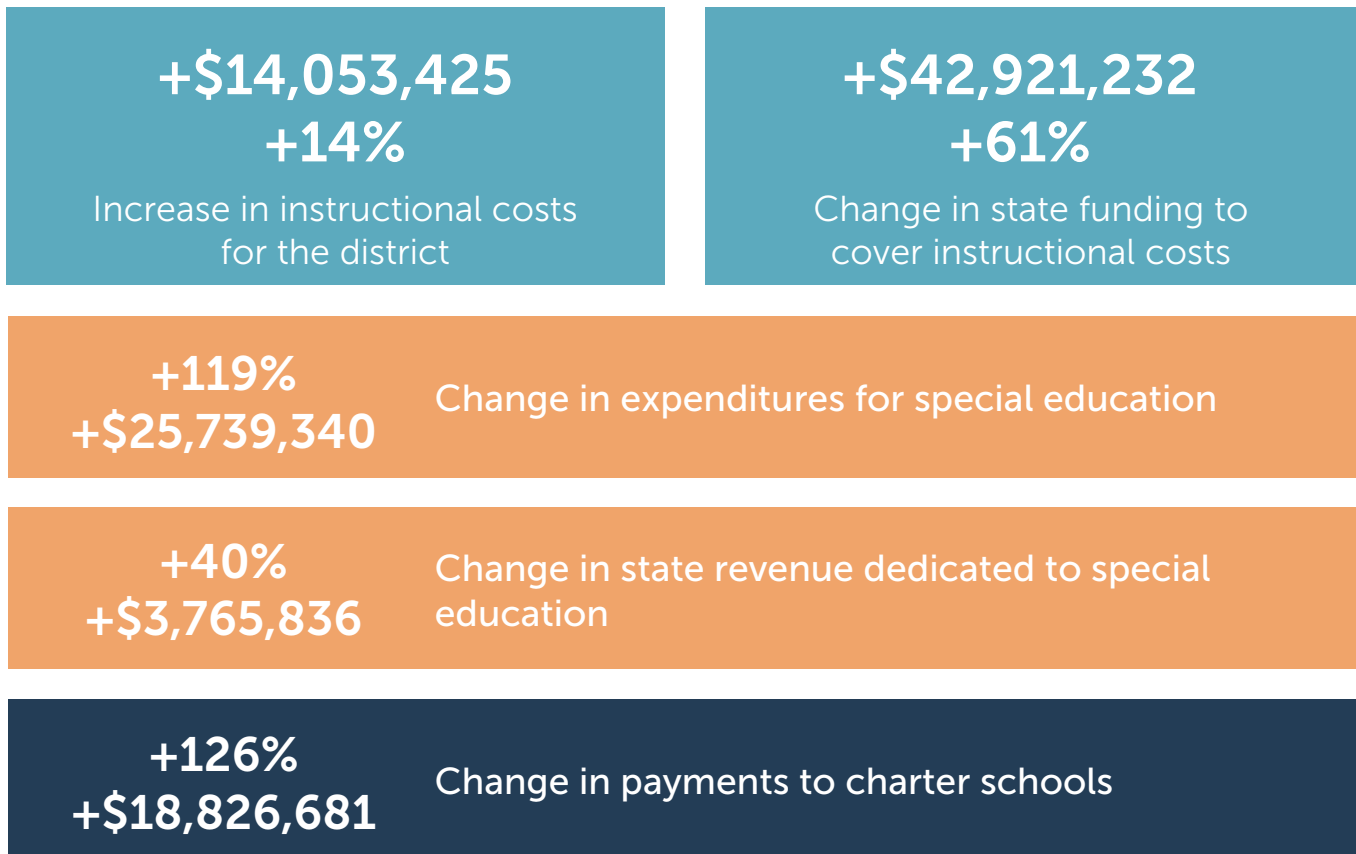 +$14,053,425
+14%
Increase in instructional costs
for the district
+$42,921,232
+61%
Change in state funding to
cover instructional costs
+119%
+$25,739,340
Change in expenditures for special education
+40%
+$3,765,836
Change in state revenue dedicated to special
education
+126%
+$18,826,681
Change in payments to charter schools